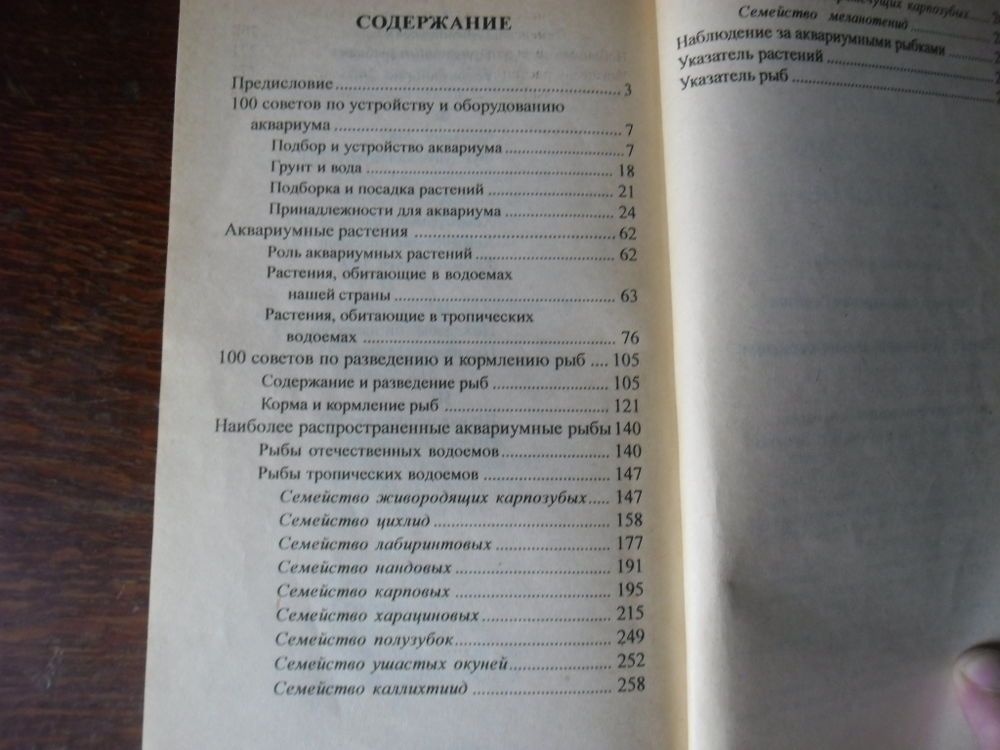 СОДЕРЖАНИЕ
Предисловие 3
100 советов по устройству и оборудованию
аквариума 7
Подбор и устройство аквариума 7
Грунт и вода 18
Подборка и посадка растений 21
Принадлежности для аквариума 24
Аквариумные растения 62
Роль аквариумных растений 62
Растения, обитающие в водоемах
нашей страны 63
Растения, обитающие в тропических
водоемах 76
100 советов по разведению и кормлению рыб .... 105
Содержание и разведение рыб 105
Корма и кормление рыб 121
Наиболее распространенные аквариумные рыбы 140
Рыбы отечественных водоемов 140
Рыбы тропических водоемов 147
Семейство живородящих карпозубых ..... 147
Семейство цихлид 158
Семейство лабиринтовых 177
Семейство нандовых 191
Семейство карповых 195
Семейство харациновых 215
Семейство полузубок 249
Семейство ушастых окуней 252
Семейство каллихтиид 258
карпозубых
Семейство меланотенид
Наблюдение за аквариумными рыбками
Указатель растений
Указатель рыб